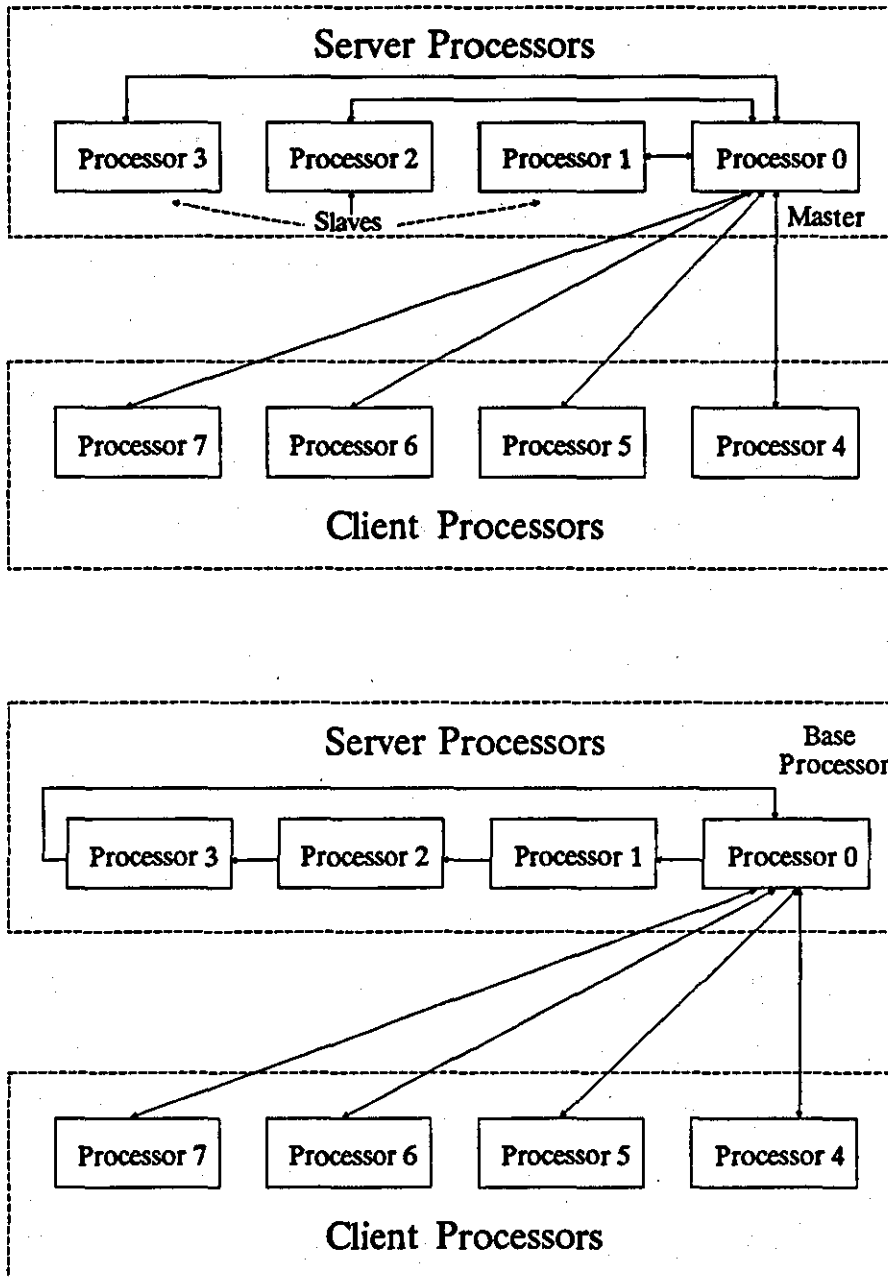 Server Processors
Processor 3
Processor 2
Processor 1
Processor 0
Slaves
Master
Processor 7
Processor 6
Processor 5
Processor 4
Client Processors
Server Processors
Base
Processor
Processor 3
Processor 2
Processor 1
Processor 0
Processor 7
Processor 6
Processor 5
Processor 4
Client Processors